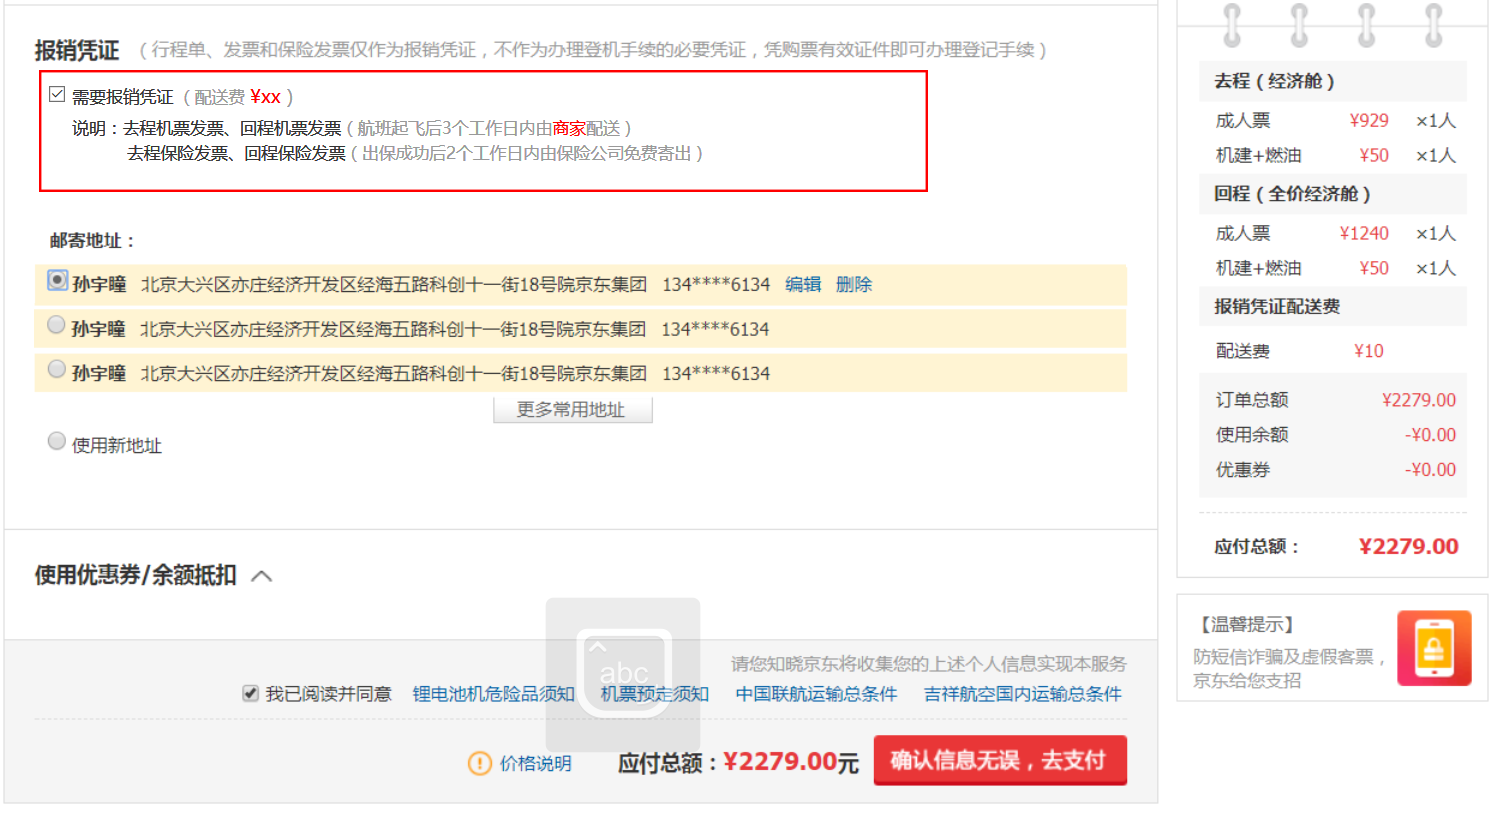 报销凭证 （行程单、发票和保险发票仅作为报销凭证，不作为办理登机手续的必要凭证，凭购票有效证件即可办理登记手续）
需要报销凭证（配送费 ¥xx ）
说明：去程机票发票、回程机票发票（航班起飞后3个工作日内由商家配送）
去程保险发票、回程保险发票（出保成功后2个工作日内由保险公司免费寄出）
邮寄地址：
孙宇曈 北京大兴区亦庄经济开发区经海五路科创十一街18号院京东集团 134****6134 编辑 删除
孙宇曈 北京大兴区亦庄经济开发区经海五路科创十一街18号院京东集团 134****6134
孙宇曈 北京大兴区亦庄经济开发区经海五路科创十一街18号院京东集团 134****6134
更多常用地址
使用新地址
使用优惠券/余额抵扣
abc
请您知晓京东将收集您的上述个人信息实现本服务
我已阅读并同意 锂电池机危险品须知 机票预定须知 中国联航运输总条件 吉祥航空国内运输总条件
价格说明 应付总额：¥2279.00元 确认信息无误，去支付
去程（经济舱）
成人票 ¥929 ×1人
机建+燃油 ¥50 ×1人
回程（全价经济舱）
成人票 ¥1240 ×1人
机建+燃油 ¥50 ×1人
报销凭证配送费
配送费 ¥10
订单总额 ¥2279.00
使用余额 -¥0.00
优惠券 -¥0.00
应付总额： ¥2279.00
【温馨提示】
防短信诈骗及虚假客票，
京东给您支招